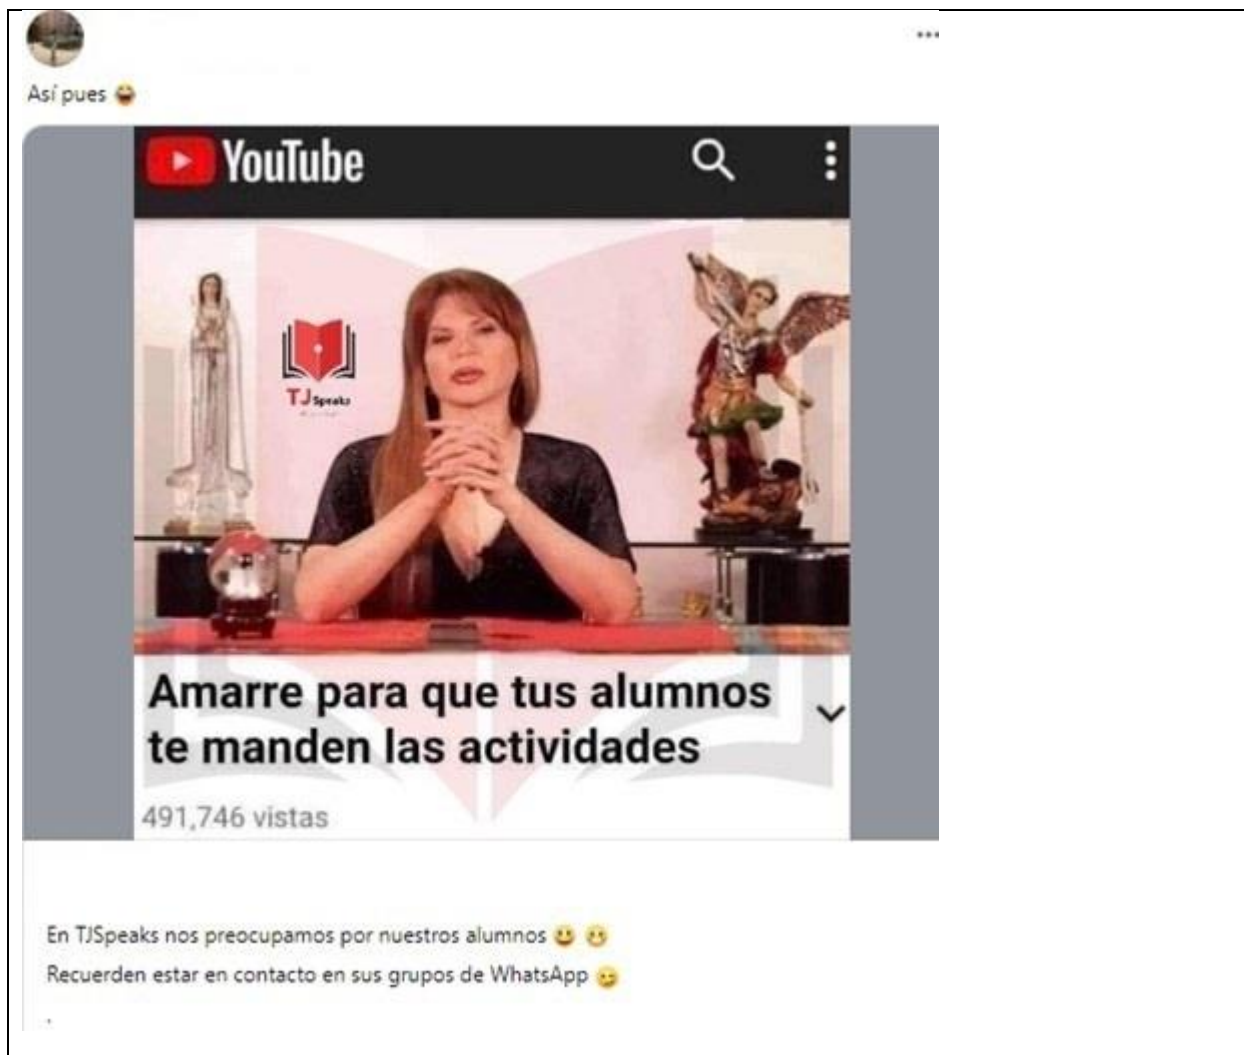 Así pues
YouTube
TJ Speaks
Amarre para que tus alumnos
te manden las actividades
491,746 vistas
En TJSpeaks nos preocupamos por nuestros alumnos
Recuerden estar en contacto en sus grupos de WhatsApp
.